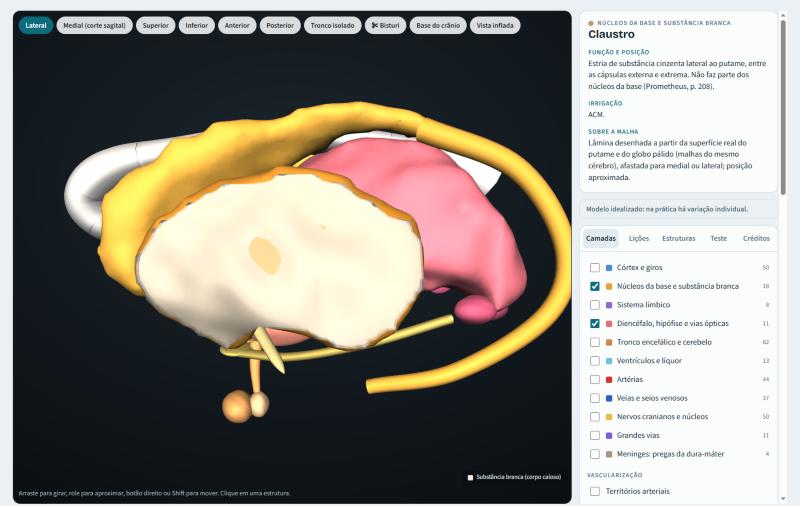 Lateral
Medial (corte sagital)
Superior
Inferior
Anterior
Posterior
Tronco isolado
Bisturi
Base do crânio
Vista inflada
Substância branca (corpo caloso)
Arraste para girar, role para aproximar, botão direito ou Shift para mover. Clique em uma estrutura.
NÚCLEOS DA BASE E SUBSTÂNCIA BRANCA
Claustro
FUNÇÃO E POSIÇÃO
Estria de substância cinzenta lateral ao putame, entre
as cápsulas externa e extrema. Não faz parte dos
núcleos da base (Prometheus, p. 208).
IRRIGAÇÃO
ACM.
SOBRE A MALHA
Lâmina desenhada a partir da superfície real do
putame e do globo pálido (malhas do mesmo
cérebro), afastada para medial ou lateral; posição
aproximada.
Modelo idealizado: na prática há variação individual.
Camadas
Lições
Estruturas
Teste
Créditos
Córtex e giros 50
Núcleos da base e substância branca 18
Sistema límbico 8
Diencéfalo, hipófise e vias ópticas 11
Tronco encefálico e cerebelo 62
Ventrículos e líquor 13
Artérias 44
Veias e seios venosos 37
Nervos cranianos e núcleos 50
Grandes vias 11
Meninges: pregas da dura-máter 4
VASCULARIZAÇÃO
Territórios arteriais